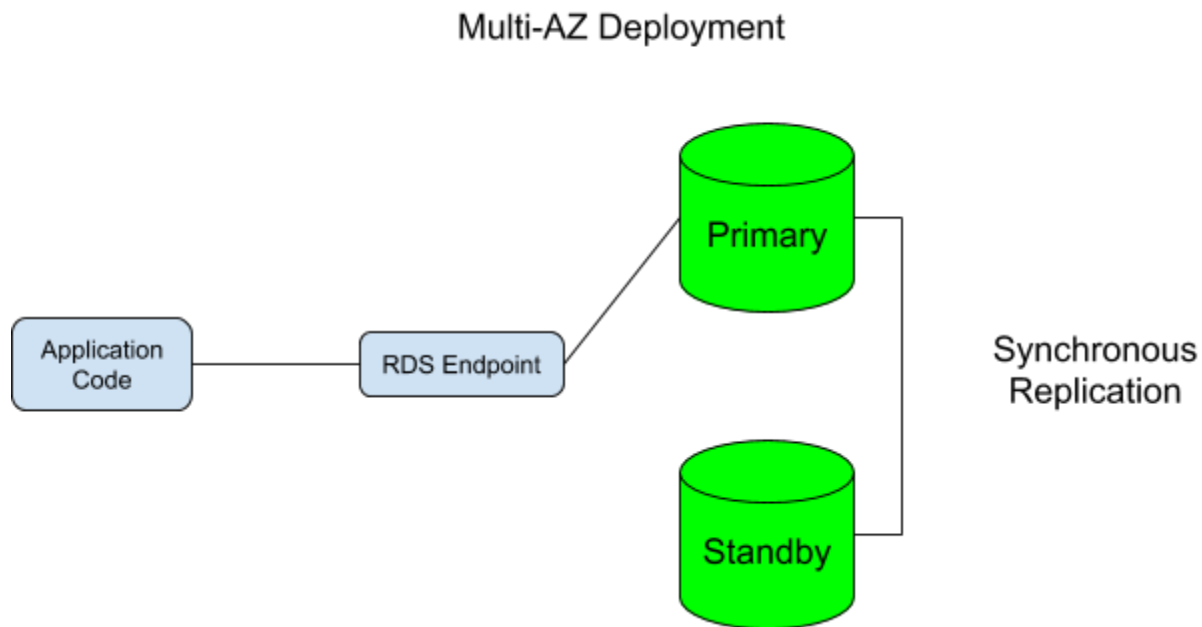 Multi-AZ Deployment
Primary
Application
Code
RDS Endpoint
Synchronous
Replication
Standby